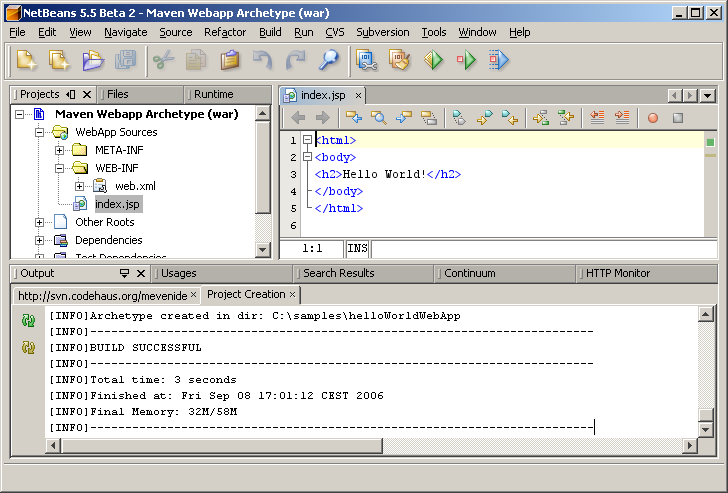 NetBeans 5.5 Beta 2 - Maven Webapp Archetype (war)
File Edit View Navigate Source Refactor Build Run CVS Subversion Tools Window Help
Projects Files Runtime
Maven Webapp Archetype (war)
WebApp Sources
META-INF
WEB-INF
web.xml
index.jsp
Other Roots
Dependencies
Test Dependencies
index.jsp
1 <html>
2 <body>
3 <h2>Hello World!</h2>
4 </body>
5 </html>
6
1:1 INS
Output Usages Search Results Continuum HTTP Monitor
http://svn.codehaus.org/mevenide Project Creation
[INFO]Archetype created in dir: C:\samples\helloWorldWebApp
[INFO]----------------------------------------------------------------------------
[INFO]BUILD SUCCESSFUL
[INFO]----------------------------------------------------------------------------
[INFO]Total time: 3 seconds
[INFO]Finished at: Fri Sep 08 17:01:12 CEST 2006
[INFO]Final Memory: 32M/58M
[INFO]----------------------------------------------------------------------------